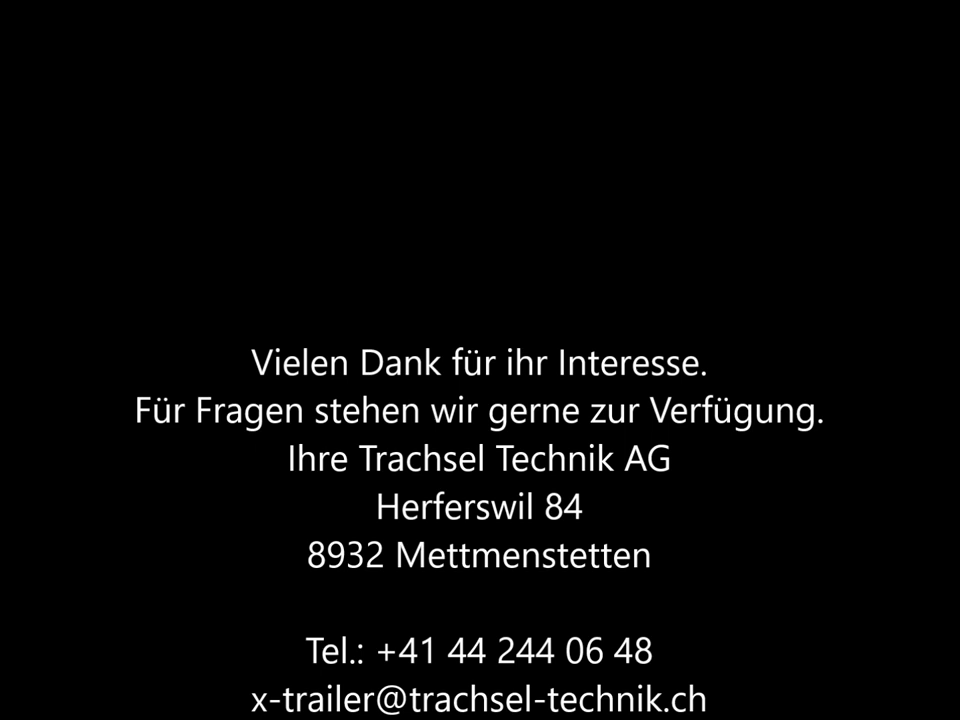 Vielen Dank für ihr Interesse.
Für Fragen stehen wir gerne zur Verfügung.
Ihre Trachsel Technik AG
Herferswil 84
8932 Mettmenstetten
Tel.: +41 44 244 06 48
x-trailer@trachsel-technik.ch